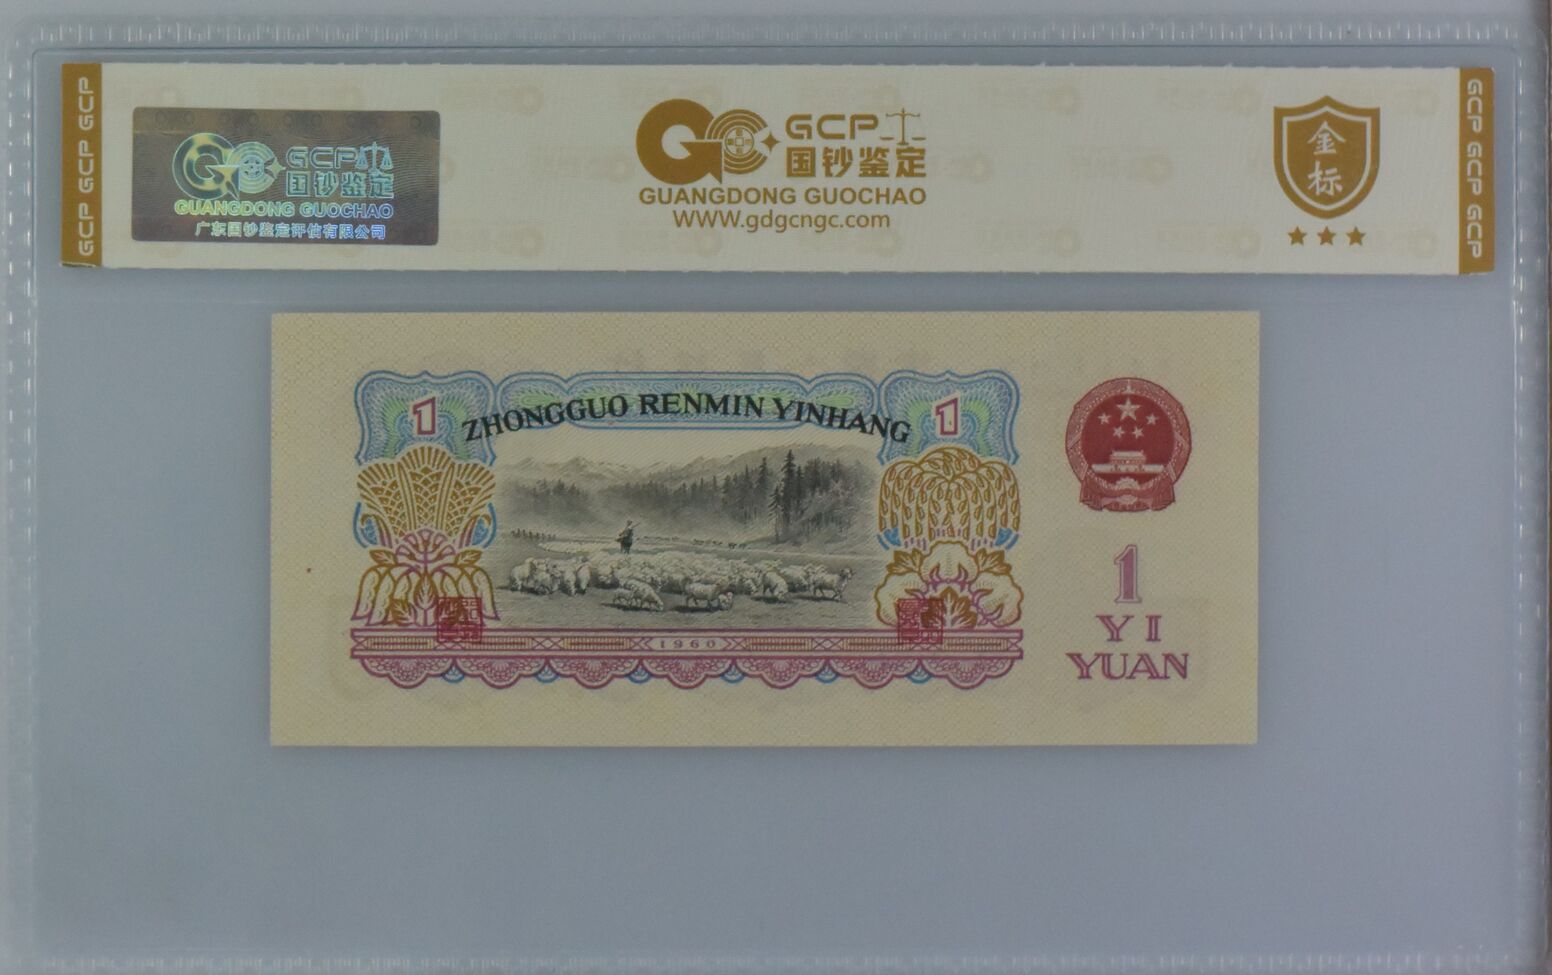 GCP GCP GCP
GCP
国钞鉴定
GUANGDONG GUOCHAO
广东国钞鉴定评估有限公司
GCP
国钞鉴定
GUANGDONG GUOCHAO
WWW.gdgcngc.com
金
标
GCP GCP GCP
ZHONGGUO RENMIN YINHANG
1 1
1960
1
YI
YUAN